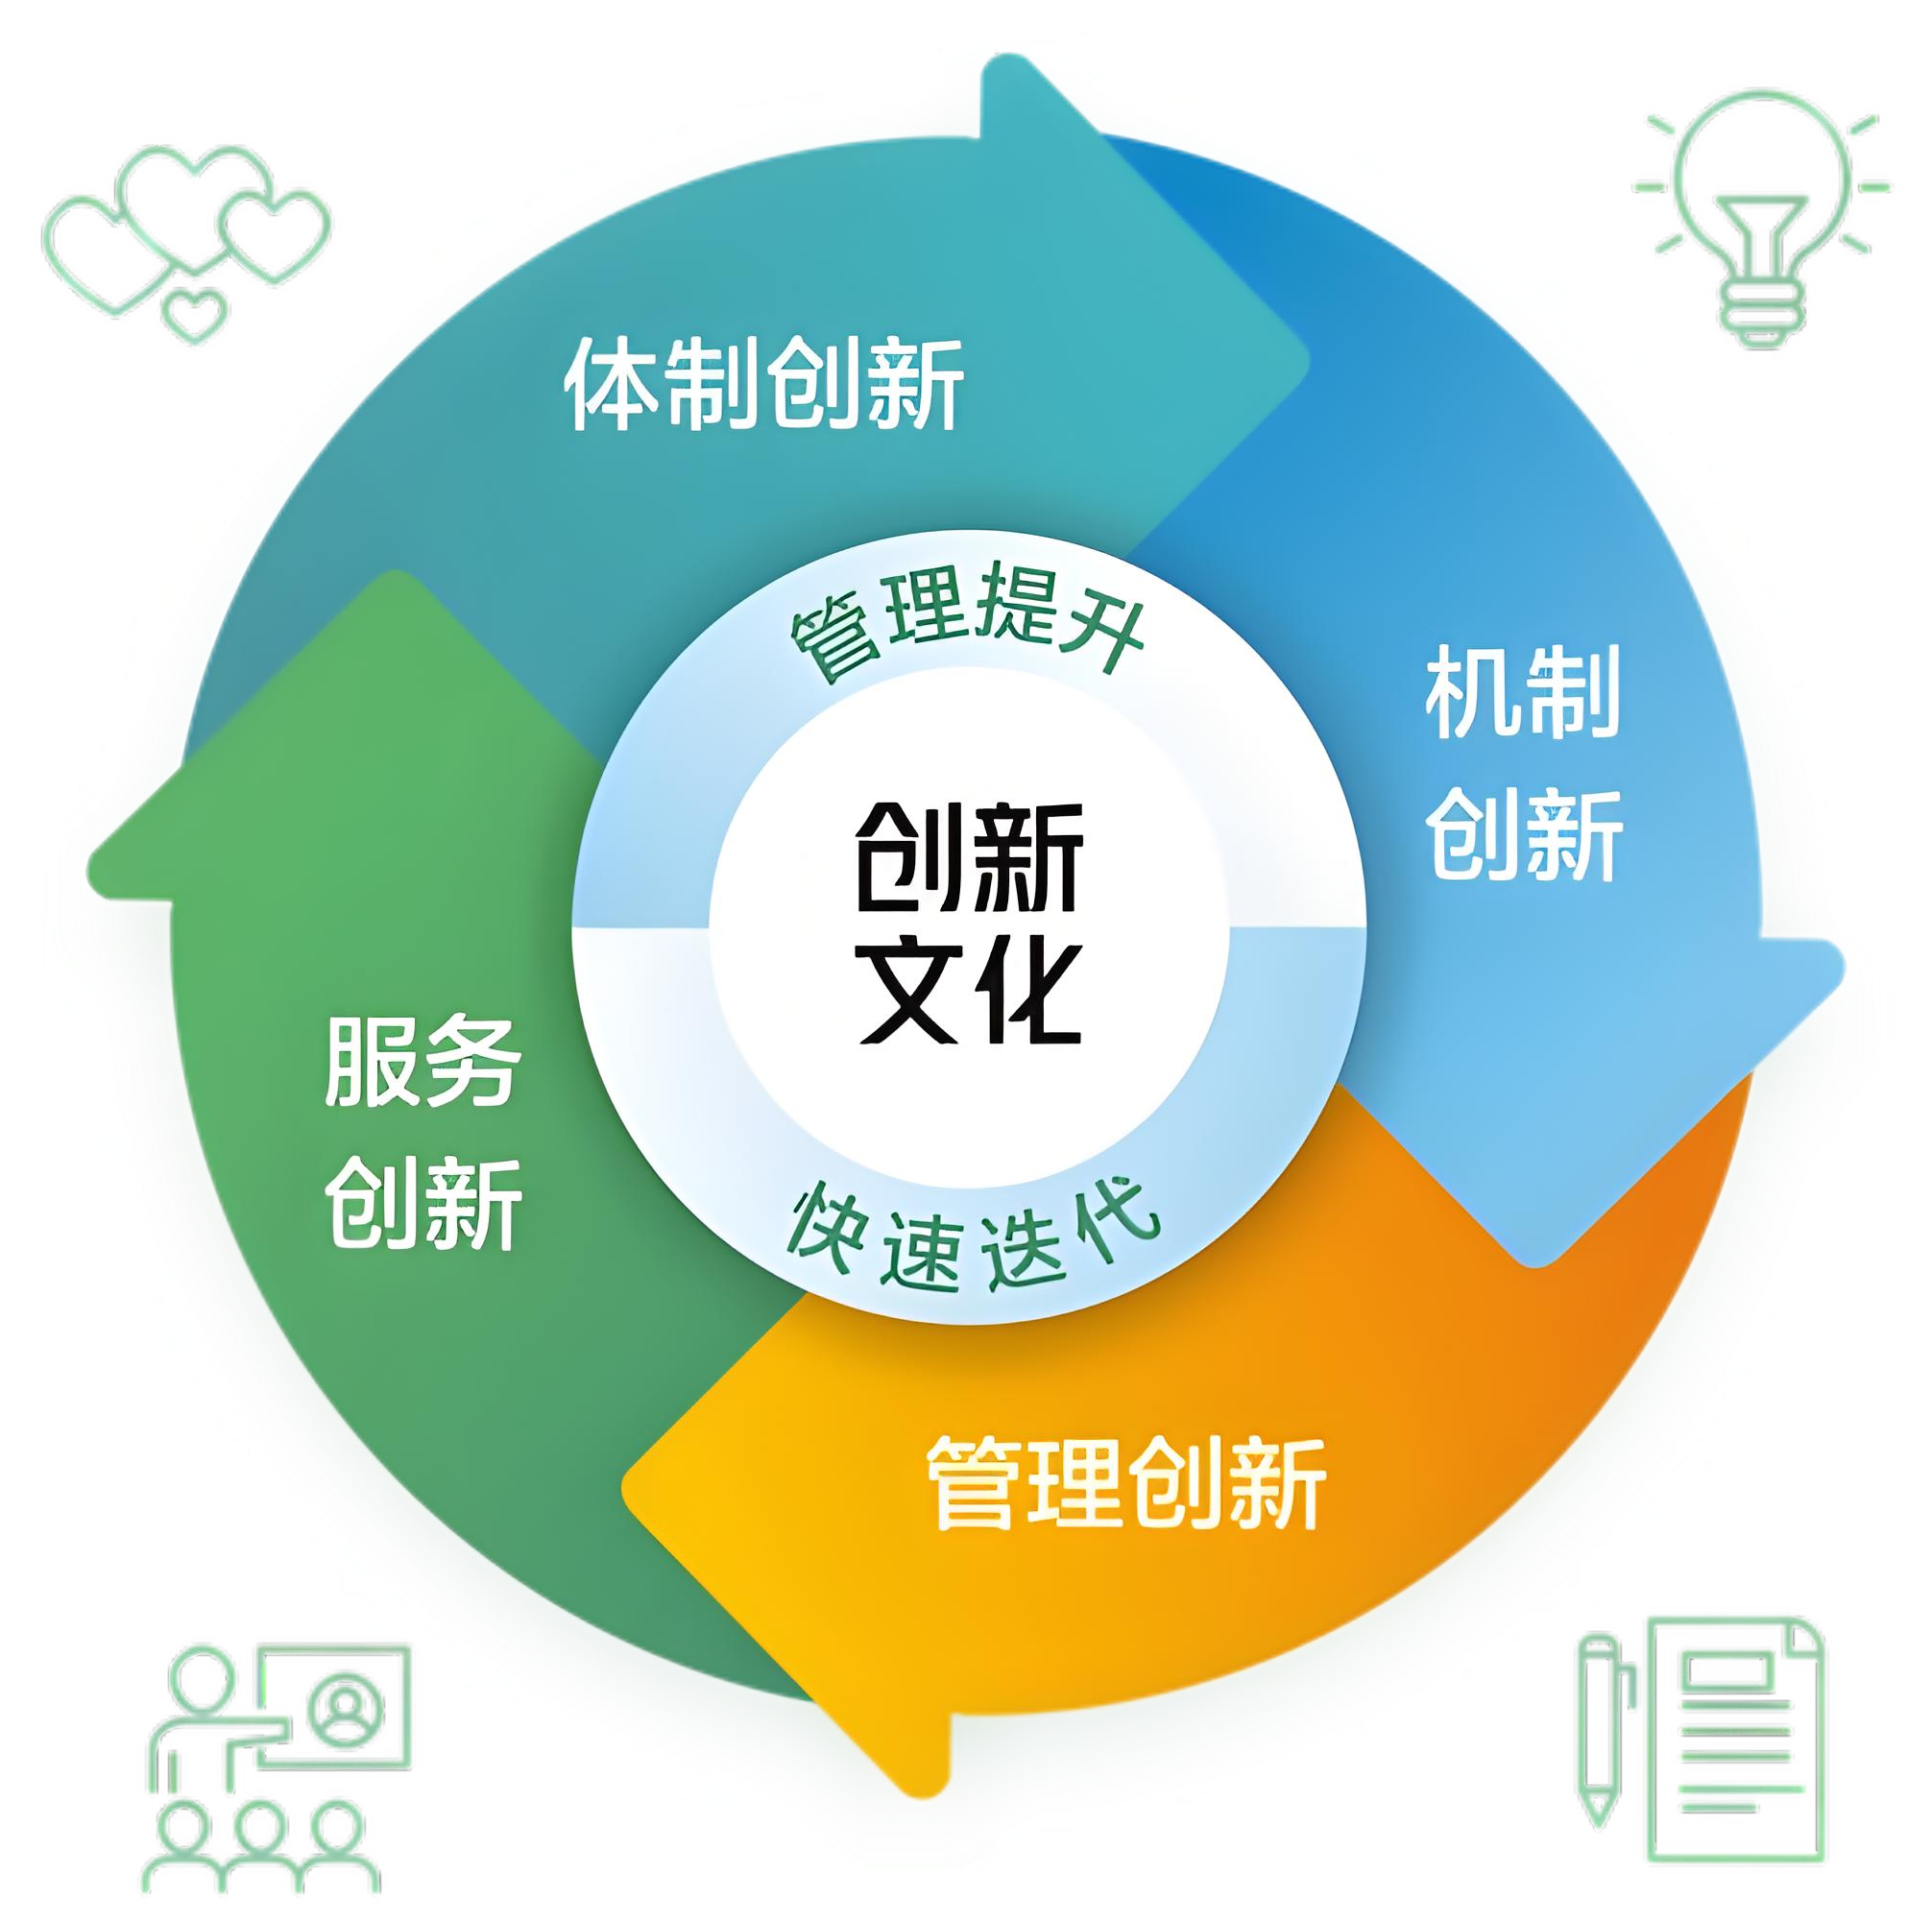 体制创新
管理提升
机制
创新
创新
文化
服务
创新
快速迭代
管理创新